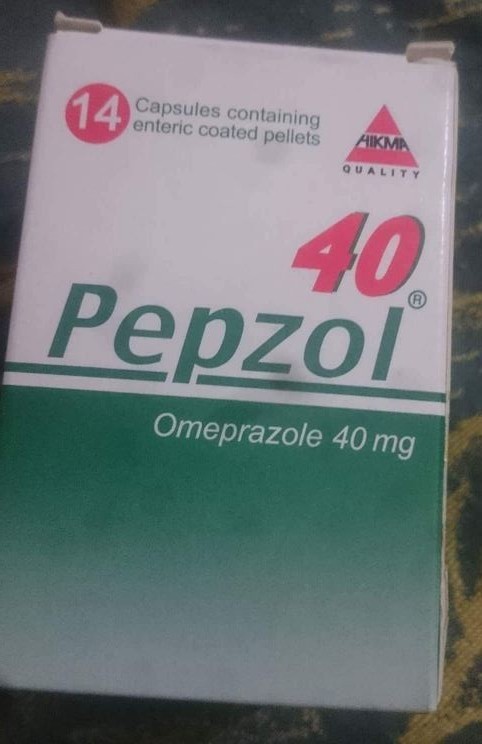 14
Capsules containing
enteric coated pellets
HIKMA
QUALITY
40
Pepzol®
Omeprazole 40 mg